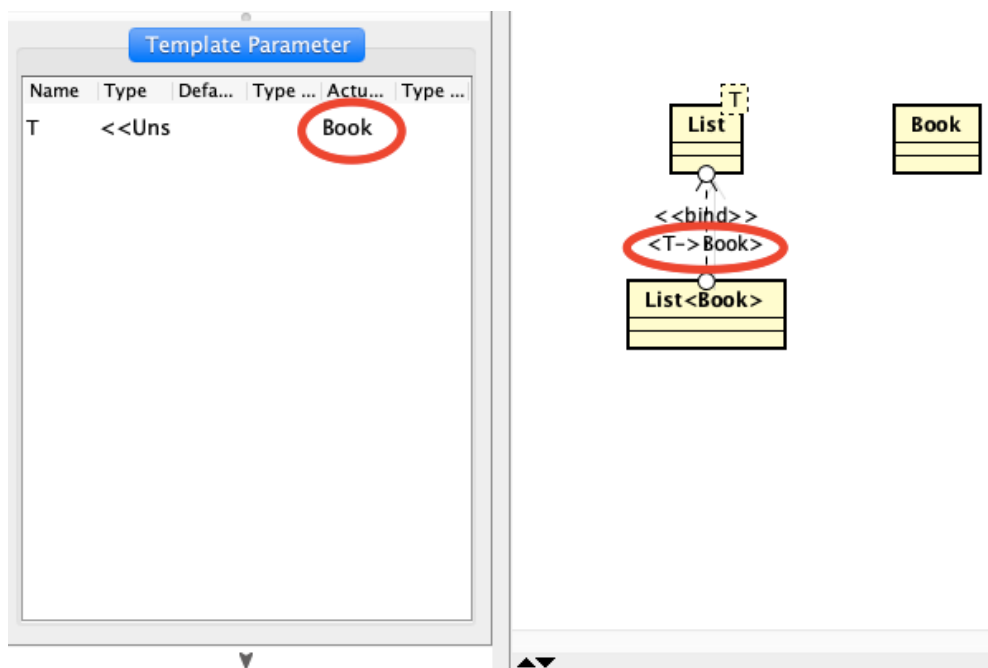 Template Parameter
Name Type Defa... Type ... Actu... Type ...
T <<Uns Book
T
List
Book
<<bind>>
<T->Book>
List<Book>